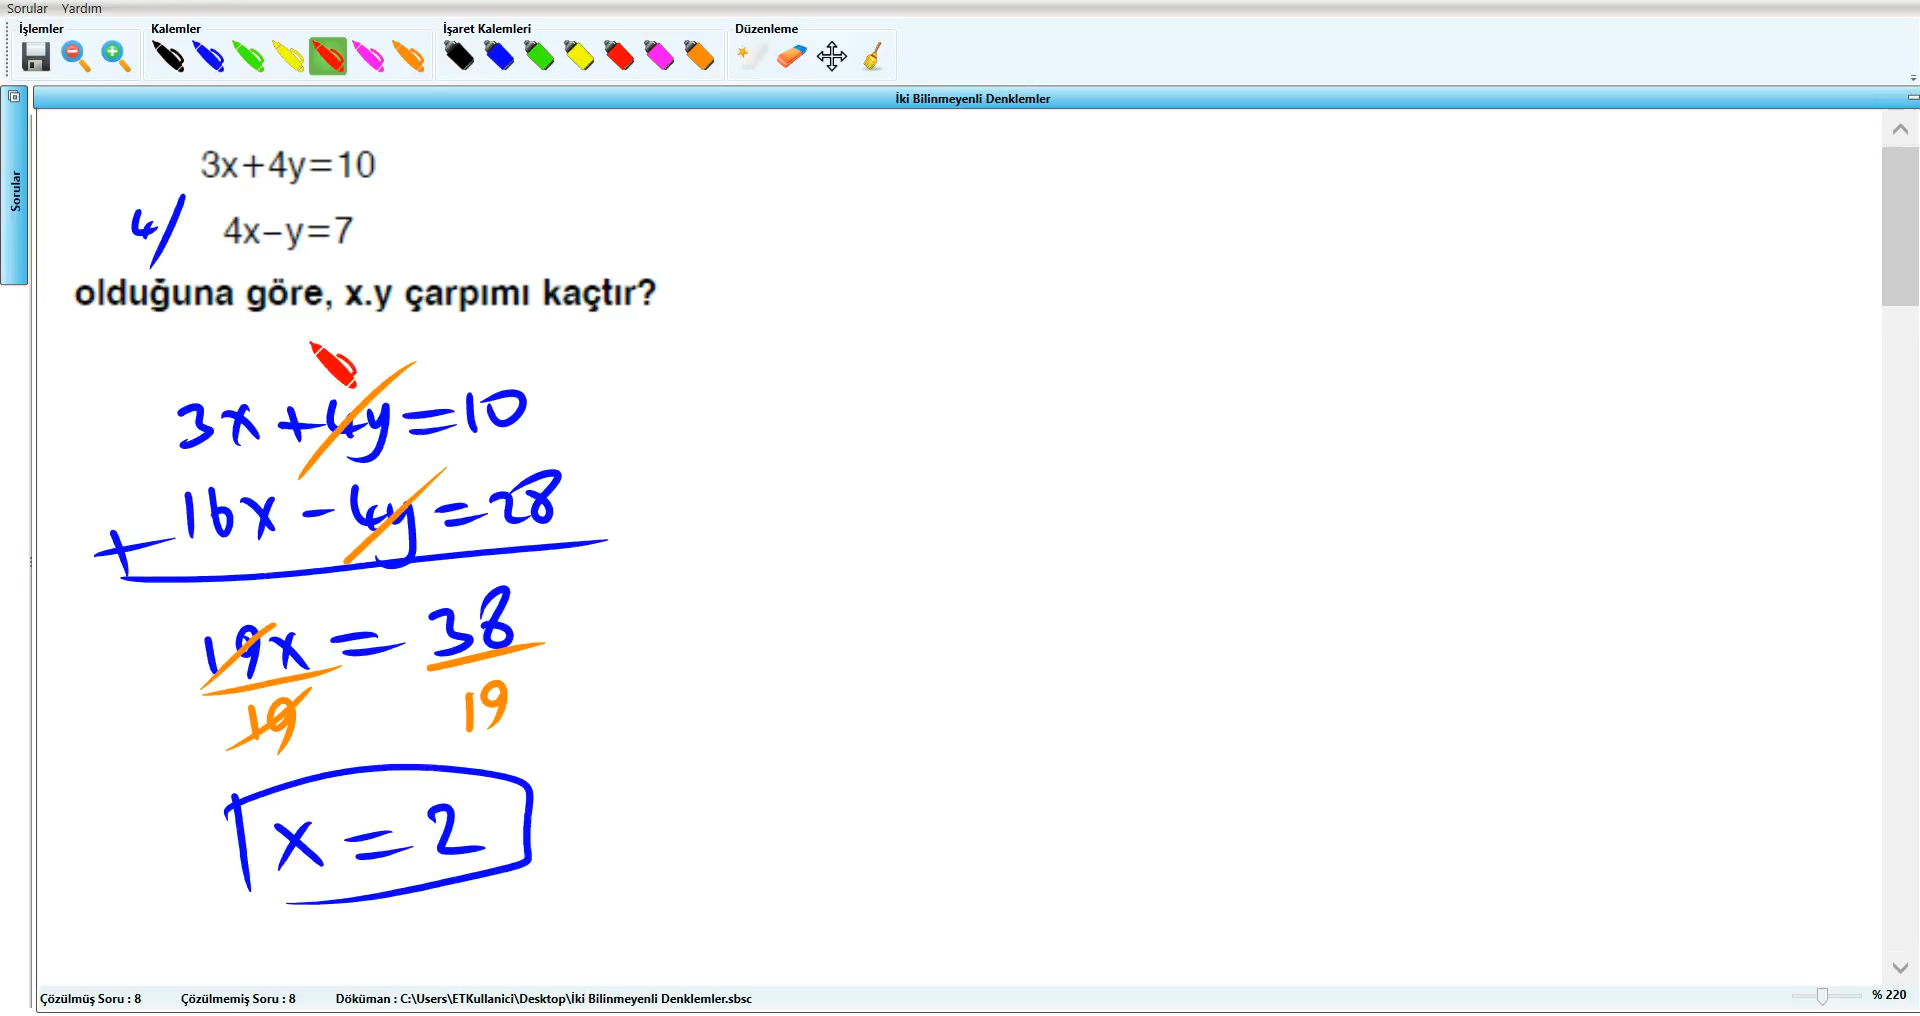 Sorular Yardım
İşlemler Kalemler İşaret Kalemleri Düzenleme
İki Bilinmeyenli Denklemler
Sorular
3x+4y=10
4/ 4x-y=7
olduğuna göre, x.y çarpımı kaçtır?
3x+4y=10
+ 16x-4y=28
19x = 38
19 19
x=2
Çözülmüş Soru : 8 Çözülmemiş Soru : 8 Döküman : C:\Users\ETKullanici\Desktop\İki Bilinmeyenli Denklemler.sbsc % 220